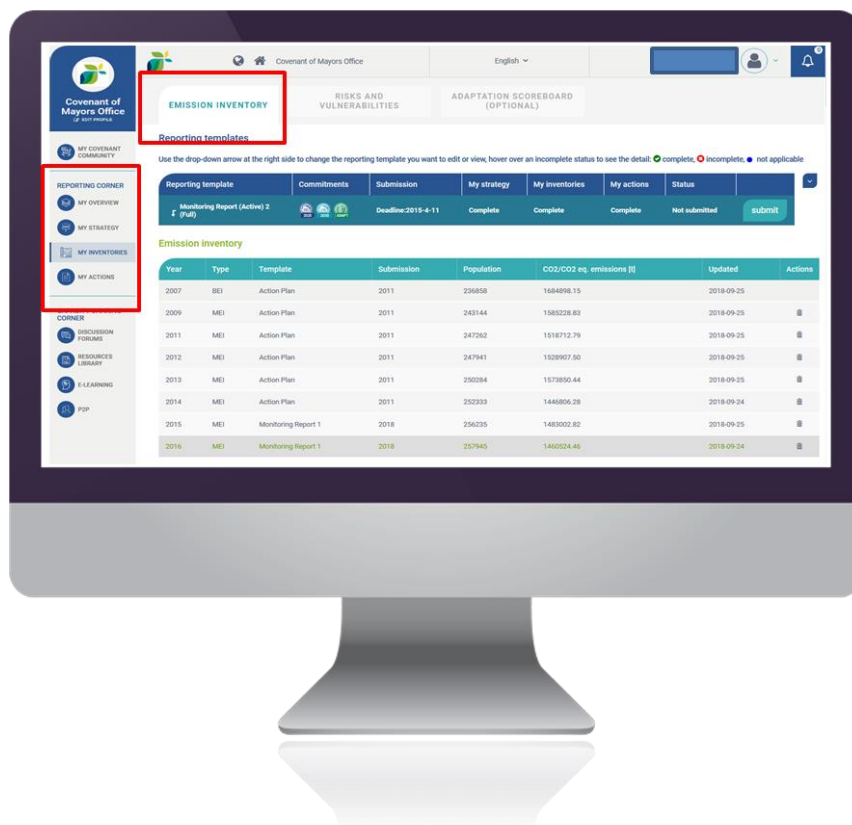 Covenant of Mayors Office
English
0
Covenant of
Mayors Office
EDIT PROFILE
MY COVENANT
COMMUNITY
REPORTING CORNER
MY OVERVIEW
MY STRATEGY
MY INVENTORIES
MY ACTIONS
CORNER
DISCUSSION
FORUMS
RESOURCES
LIBRARY
E-LEARNING
P2P
EMISSION INVENTORY
RISKS AND
VULNERABILITIES
ADAPTATION SCOREBOARD
(OPTIONAL)
Reporting templates
Use the drop-down arrow at the right side to change the reporting template you want to edit or view, hover over an incomplete status to see the detail: complete, incomplete, not applicable
Reporting template Commitments Submission My strategy My inventories My actions Status
Monitoring Report (Active) 2
(Full) Deadline:2015-4-11 Complete Complete Complete Not submitted submit
Emission inventory
Year Type Template Submission Population CO2/CO2 eq. emissions [t] Updated Actions
2007 BEI Action Plan 2011 236858 1684898.15 2018-09-25
2009 MEI Action Plan 2011 243144 1585228.83 2018-09-25
2011 MEI Action Plan 2011 247262 1518712.79 2018-09-25
2012 MEI Action Plan 2011 247941 1528907.50 2018-09-25
2013 MEI Action Plan 2011 250284 1573850.44 2018-09-25
2014 MEI Action Plan 2011 252333 1446806.28 2018-09-24
2015 MEI Monitoring Report 1 2018 256235 1483002.82 2018-09-25
2016 MEI Monitoring Report 1 2018 257945 1460524.46 2018-09-24